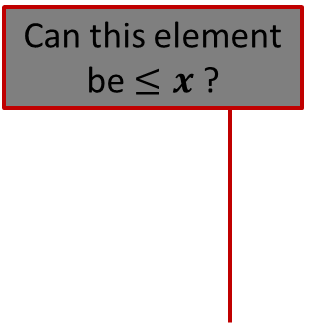 Can this element
be ≤ x ?